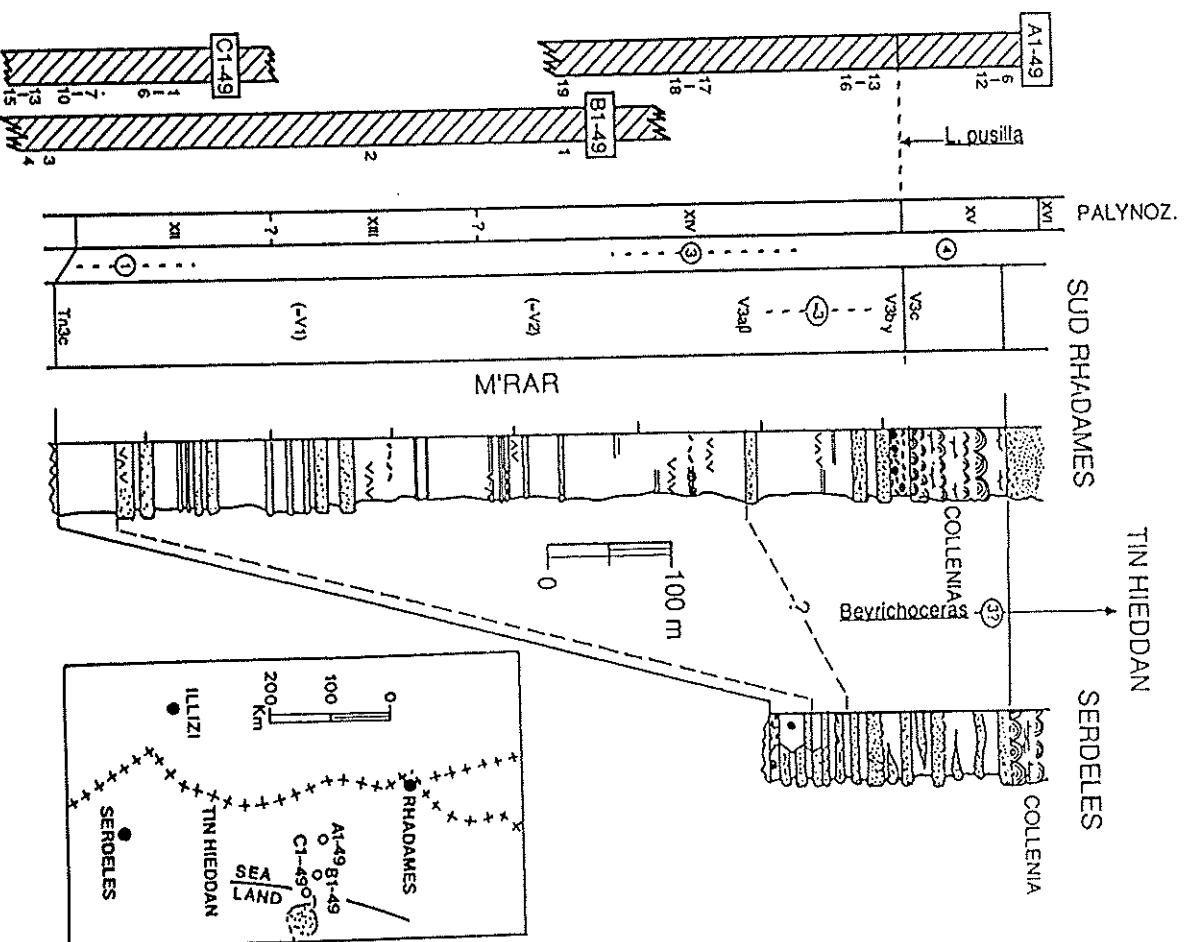 A1-49
6
12
13
16
17
18
19
L. pusilla
B1-49
1
2
3
4
C1-49
1
6
7
10
13
15
PALYNOZ.
XVI
XV
XIV
?
XIII
?
XII
4
3
1
SUD RHADAMES
V3c
V3bγ
3
V3aβ
(=V2)
(=V1)
Tn3c
M'RAR
COLLENIA
TIN HIEDDAN
Beyrichoceras
3?
?
0
100 m
SERDELES
COLLENIA
RHADAMES
A1-49
B1-49
C1-49
SEA
LAND
TIN HIEDDAN
ILLIZI
SERDELES
0
100
200
Km